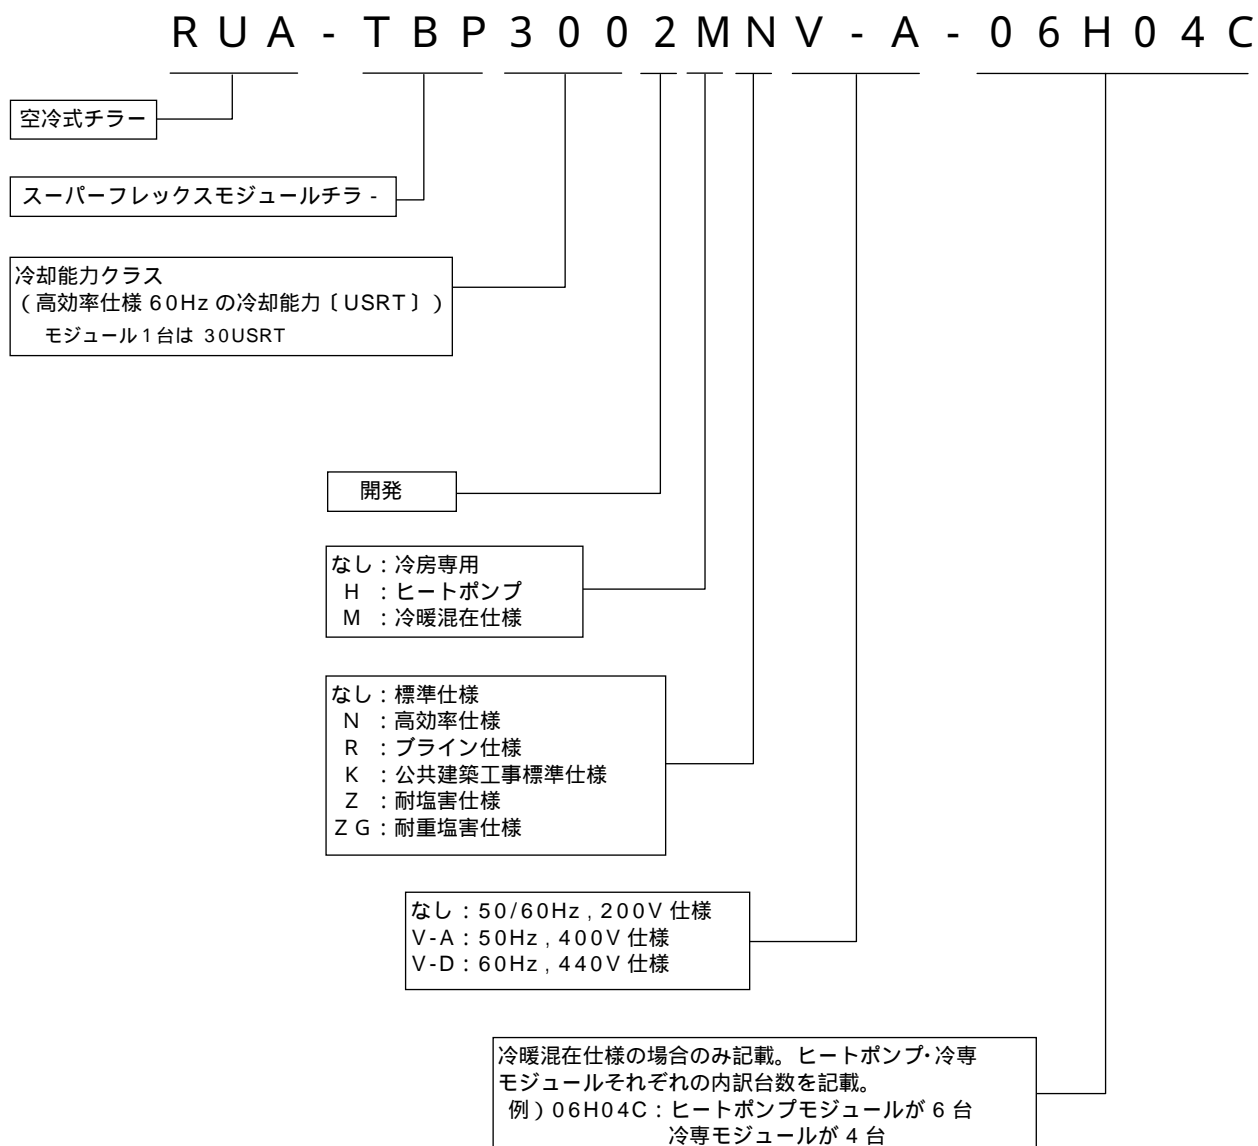 RUA-TBP3002MNV-A-06H04C
空冷式チラー
スーパーフレックスモジュールチラ-
冷却能力クラス
(高効率仕様 60Hz の冷却能力〔USRT〕)
モジュール1台は 30USRT
開発
なし:冷房専用
H :ヒートポンプ
M :冷暖混在仕様
なし:標準仕様
N :高効率仕様
R :ブライン仕様
K :公共建築工事標準仕様
Z :耐塩害仕様
ZG:耐重塩害仕様
なし:50/60Hz,200V 仕様
V-A:50Hz,400V 仕様
V-D:60Hz,440V 仕様
冷暖混在仕様の場合のみ記載。ヒートポンプ・冷専
モジュールそれぞれの内訳台数を記載。
例)06H04C:ヒートポンプモジュールが 6 台
冷専モジュールが 4 台